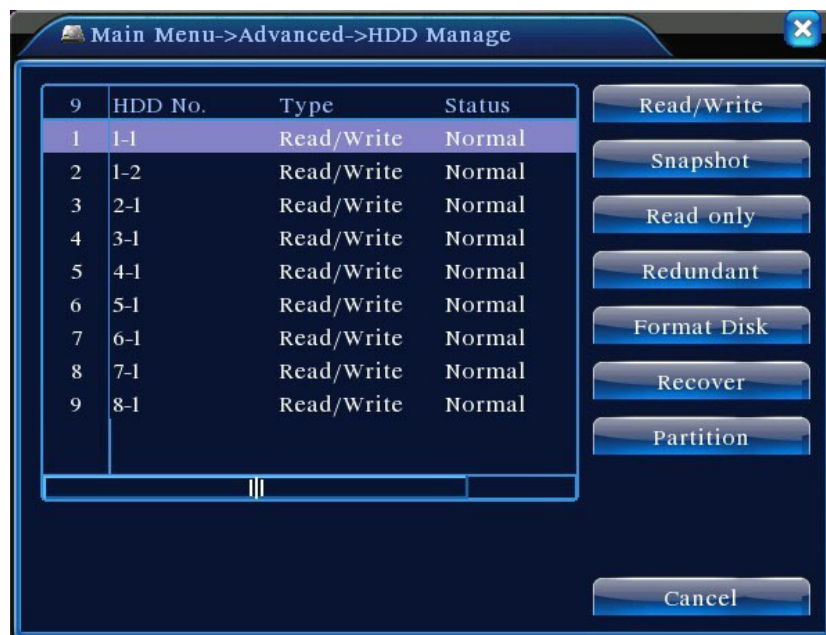 Main Menu->Advanced->HDD Manage
9 HDD No. Type Status
1 1-1 Read/Write Normal
2 1-2 Read/Write Normal
3 2-1 Read/Write Normal
4 3-1 Read/Write Normal
5 4-1 Read/Write Normal
6 5-1 Read/Write Normal
7 6-1 Read/Write Normal
8 7-1 Read/Write Normal
9 8-1 Read/Write Normal
Read/Write
Snapshot
Read only
Redundant
Format Disk
Recover
Partition
Cancel